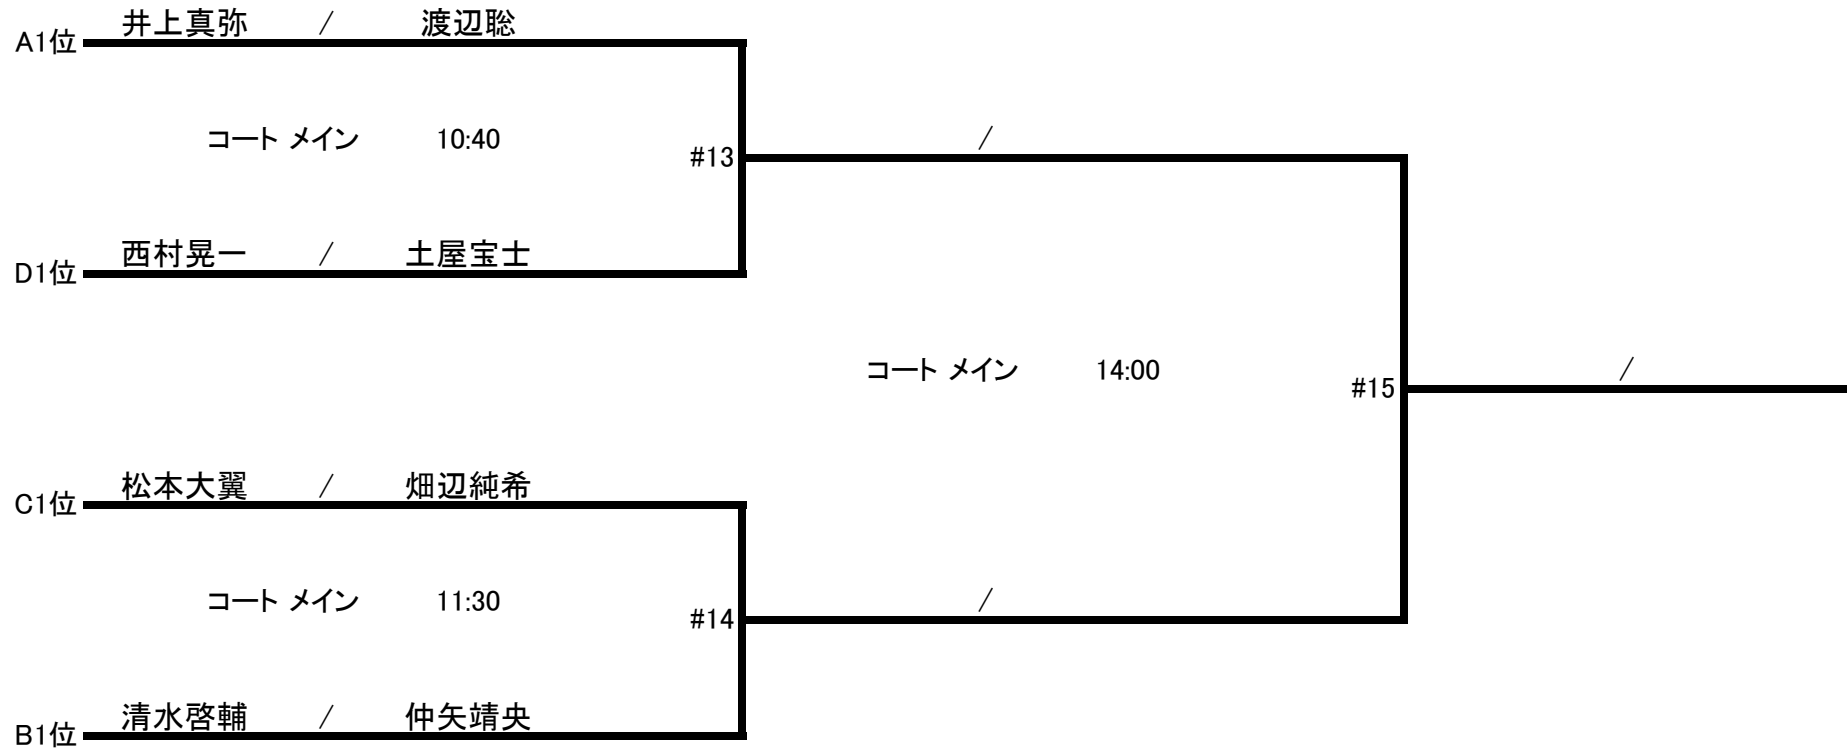 A1位 井上真弥 / 渡辺聡
コート メイン 10:40
#13
/
D1位 西村晃一 / 土屋宝士
コート メイン 14:00
#15
/
C1位 松本大翼 / 畑辺純希
コート メイン 11:30
#14
/
B1位 清水啓輔 / 仲矢靖央